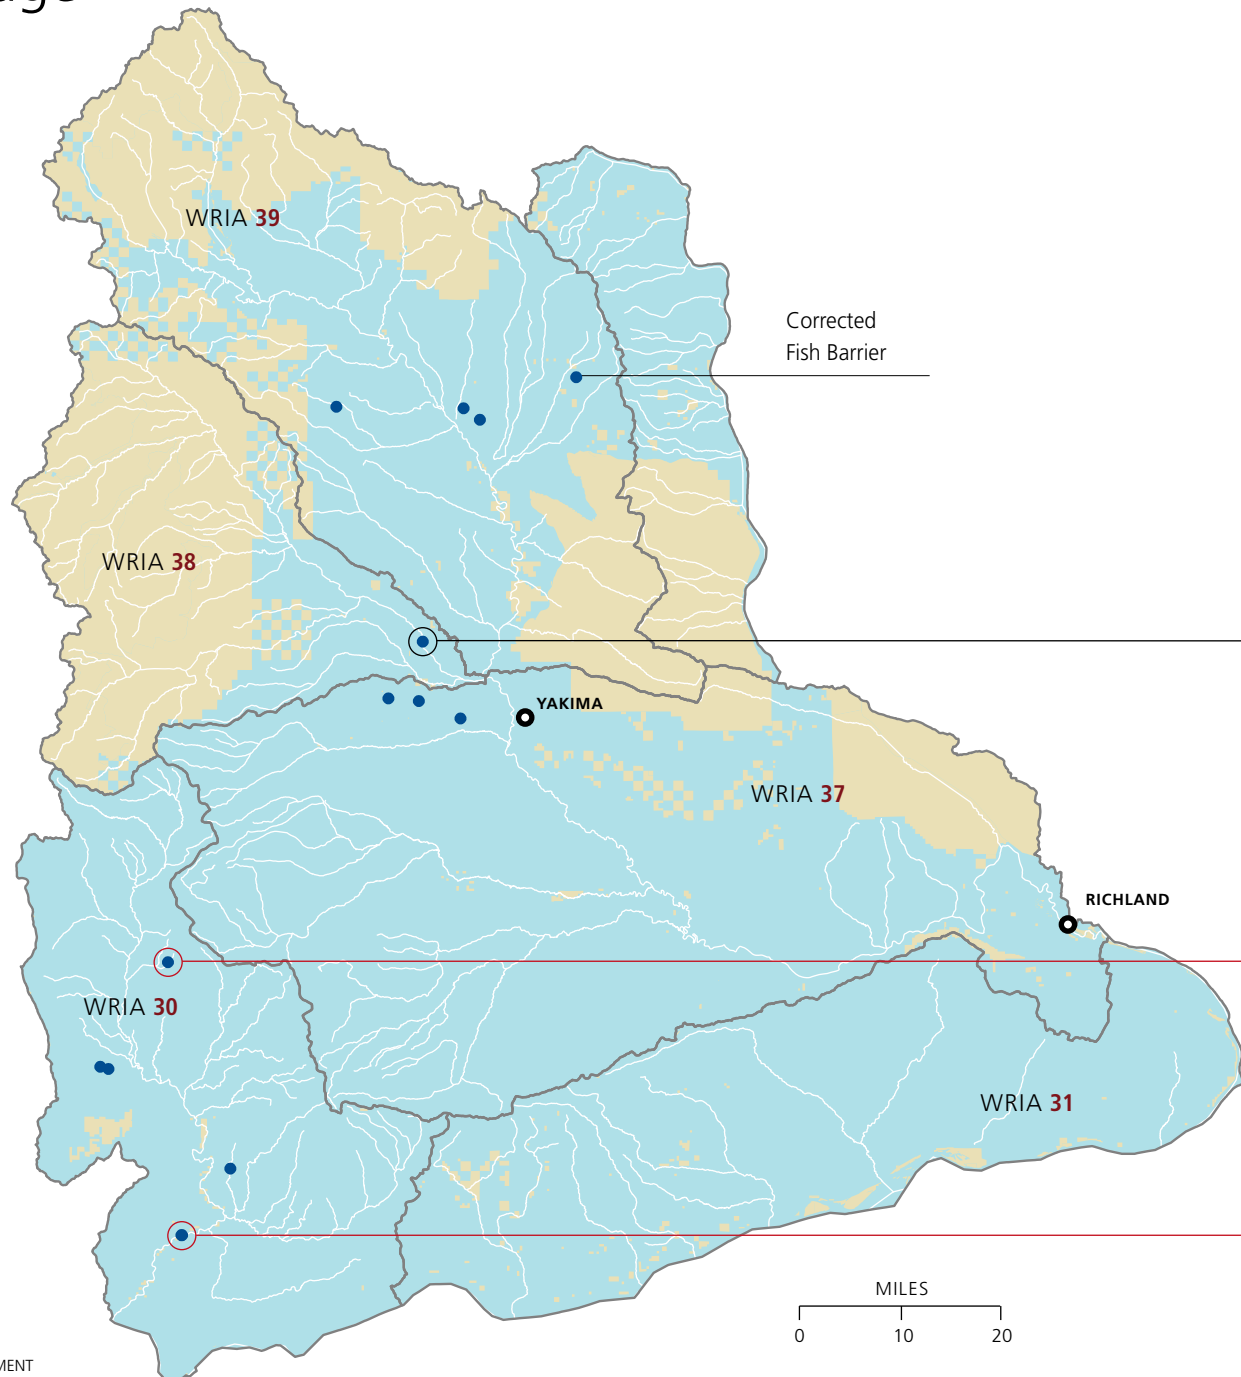 WRIA 39
Corrected
Fish Barrier
WRIA 38
YAKIMA
WRIA 37
RICHLAND
WRIA 30
WRIA 31
MILES
0 10 20